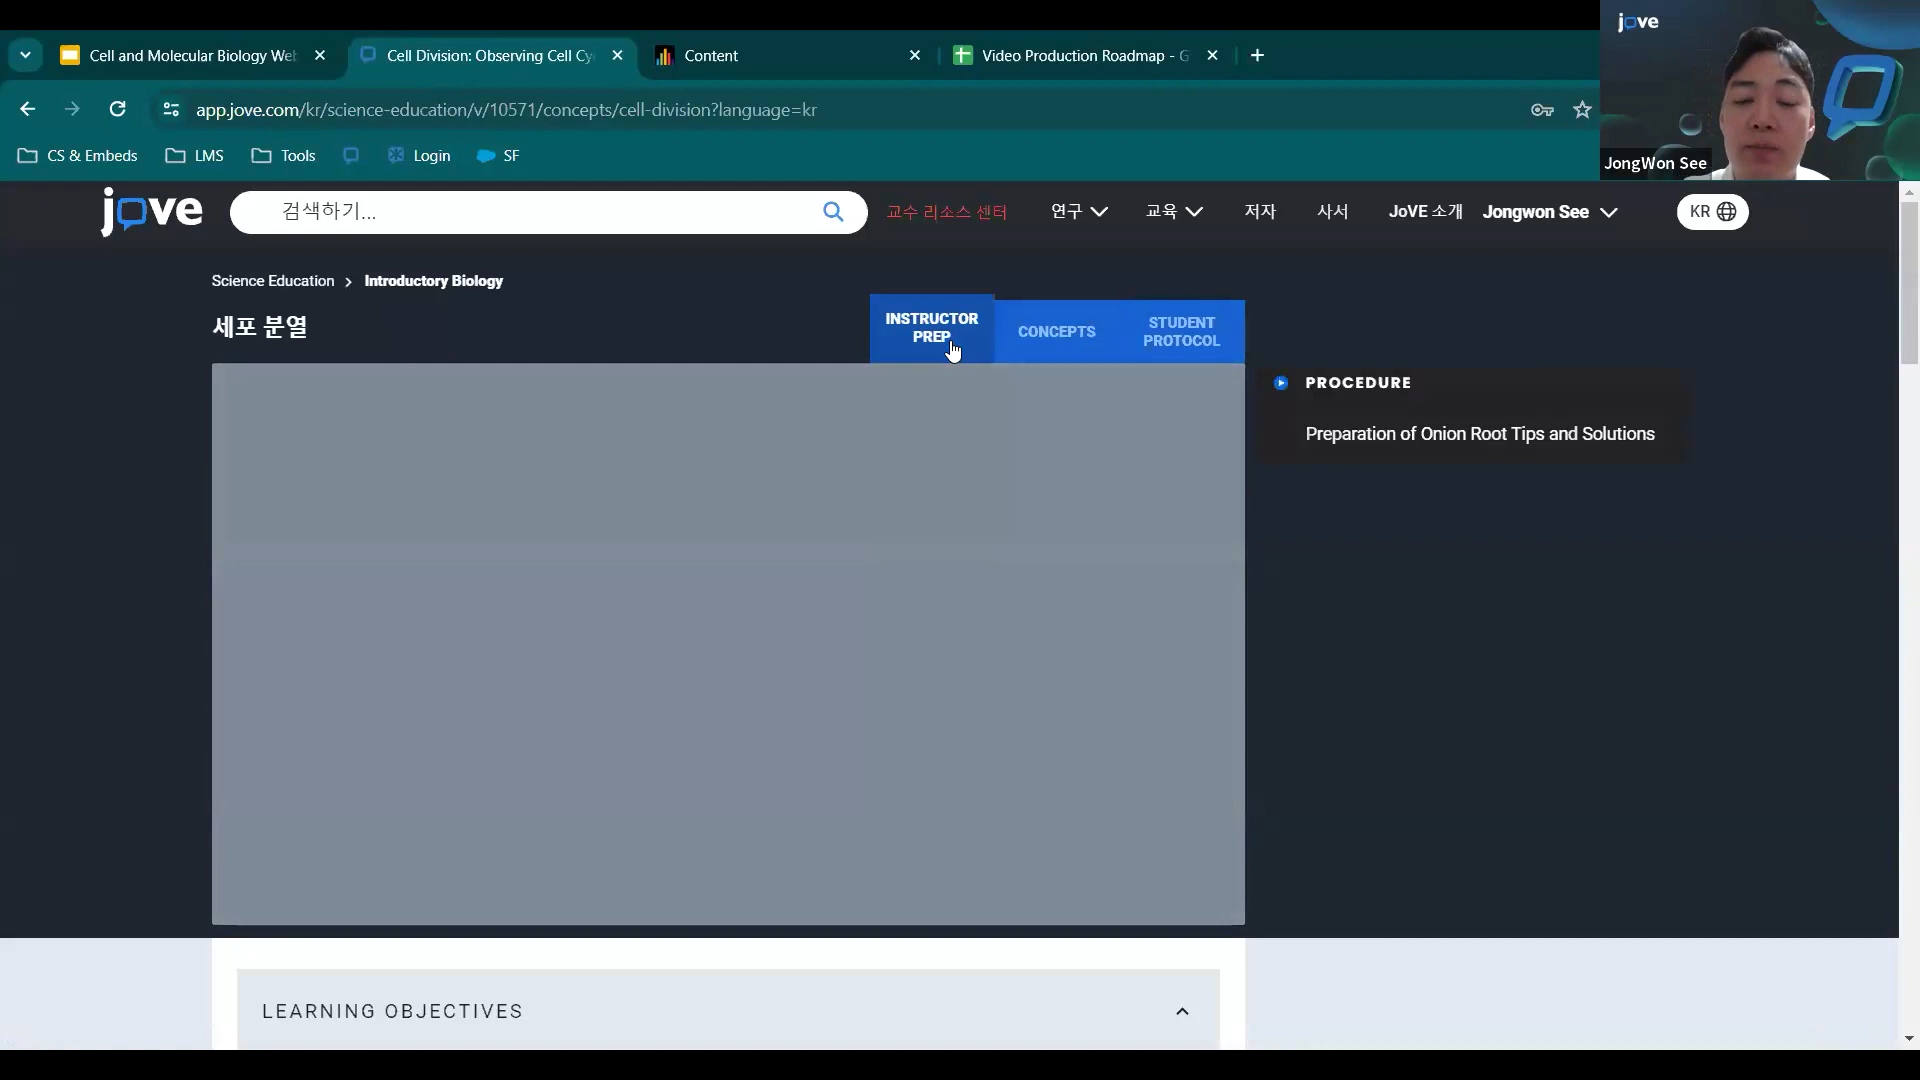 jove
Cell and Molecular Biology We
Cell Division: Observing Cell Cy
Content
Video Production Roadmap - G
app.jove.com/kr/science-education/v/10571/concepts/cell-division?language=kr
CS & Embeds
LMS
Tools
Login
SF
JongWon See
jove
검색하기...
교수 리소스 센터
연구
교육
저자
사서
JoVE 소개
Jongwon See
KR
Science Education > Introductory Biology
세포 분열
INSTRUCTOR
PREP
CONCEPTS
STUDENT
PROTOCOL
PROCEDURE
Preparation of Onion Root Tips and Solutions
LEARNING OBJECTIVES